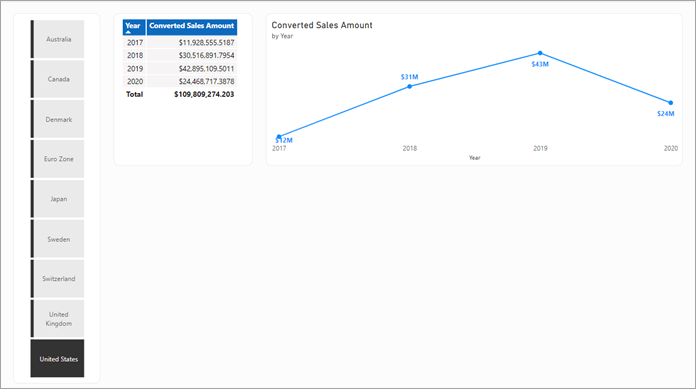 Australia
Canada
Denmark
Euro Zone
Japan
Sweden
Switzerland
United
Kingdom
United States
Year Converted Sales Amount
2017 $11,928,555.5187
2018 $30,516,891.7954
2019 $42,895,109.5011
2020 $24,468,717.3878
Total $109,809,274.203
Converted Sales Amount
by Year
$12M
$31M
$43M
$24M
2017 2018 2019 2020
Year